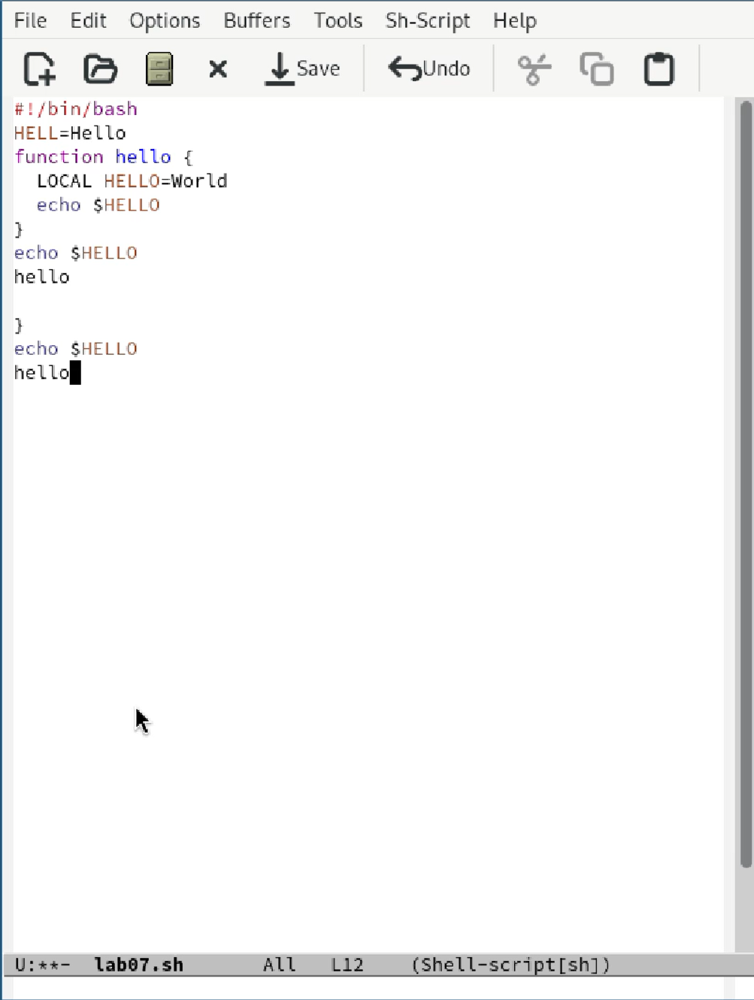 File Edit Options Buffers Tools Sh-Script Help
Save Undo
#!/bin/bash
HELL=Hello
function hello {
  LOCAL HELLO=World
  echo $HELLO
}
echo $HELLO
hello

}
echo $HELLO
hello
U:**-  lab07.sh  All  L12  (Shell-script[sh])